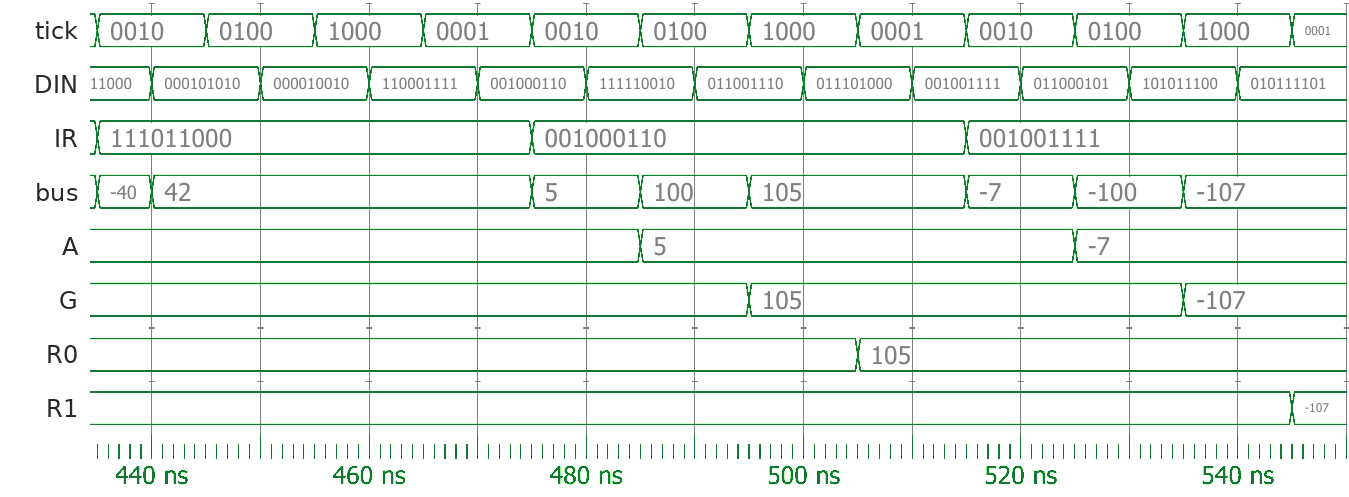 tick 0010 0100 1000 0001 0010 0100 1000 0001 0010 0100 1000 0001
DIN 11000 000101010 000010010 110001111 001000110 111110010 011001110 011101000 001001111 011000101 101011100 010111101
IR 111011000 001000110 001001111
bus -40 42 5 100 105 -7 -100 -107
A 5 -7
G 105 -107
R0 105
R1 -107
440 ns 460 ns 480 ns 500 ns 520 ns 540 ns